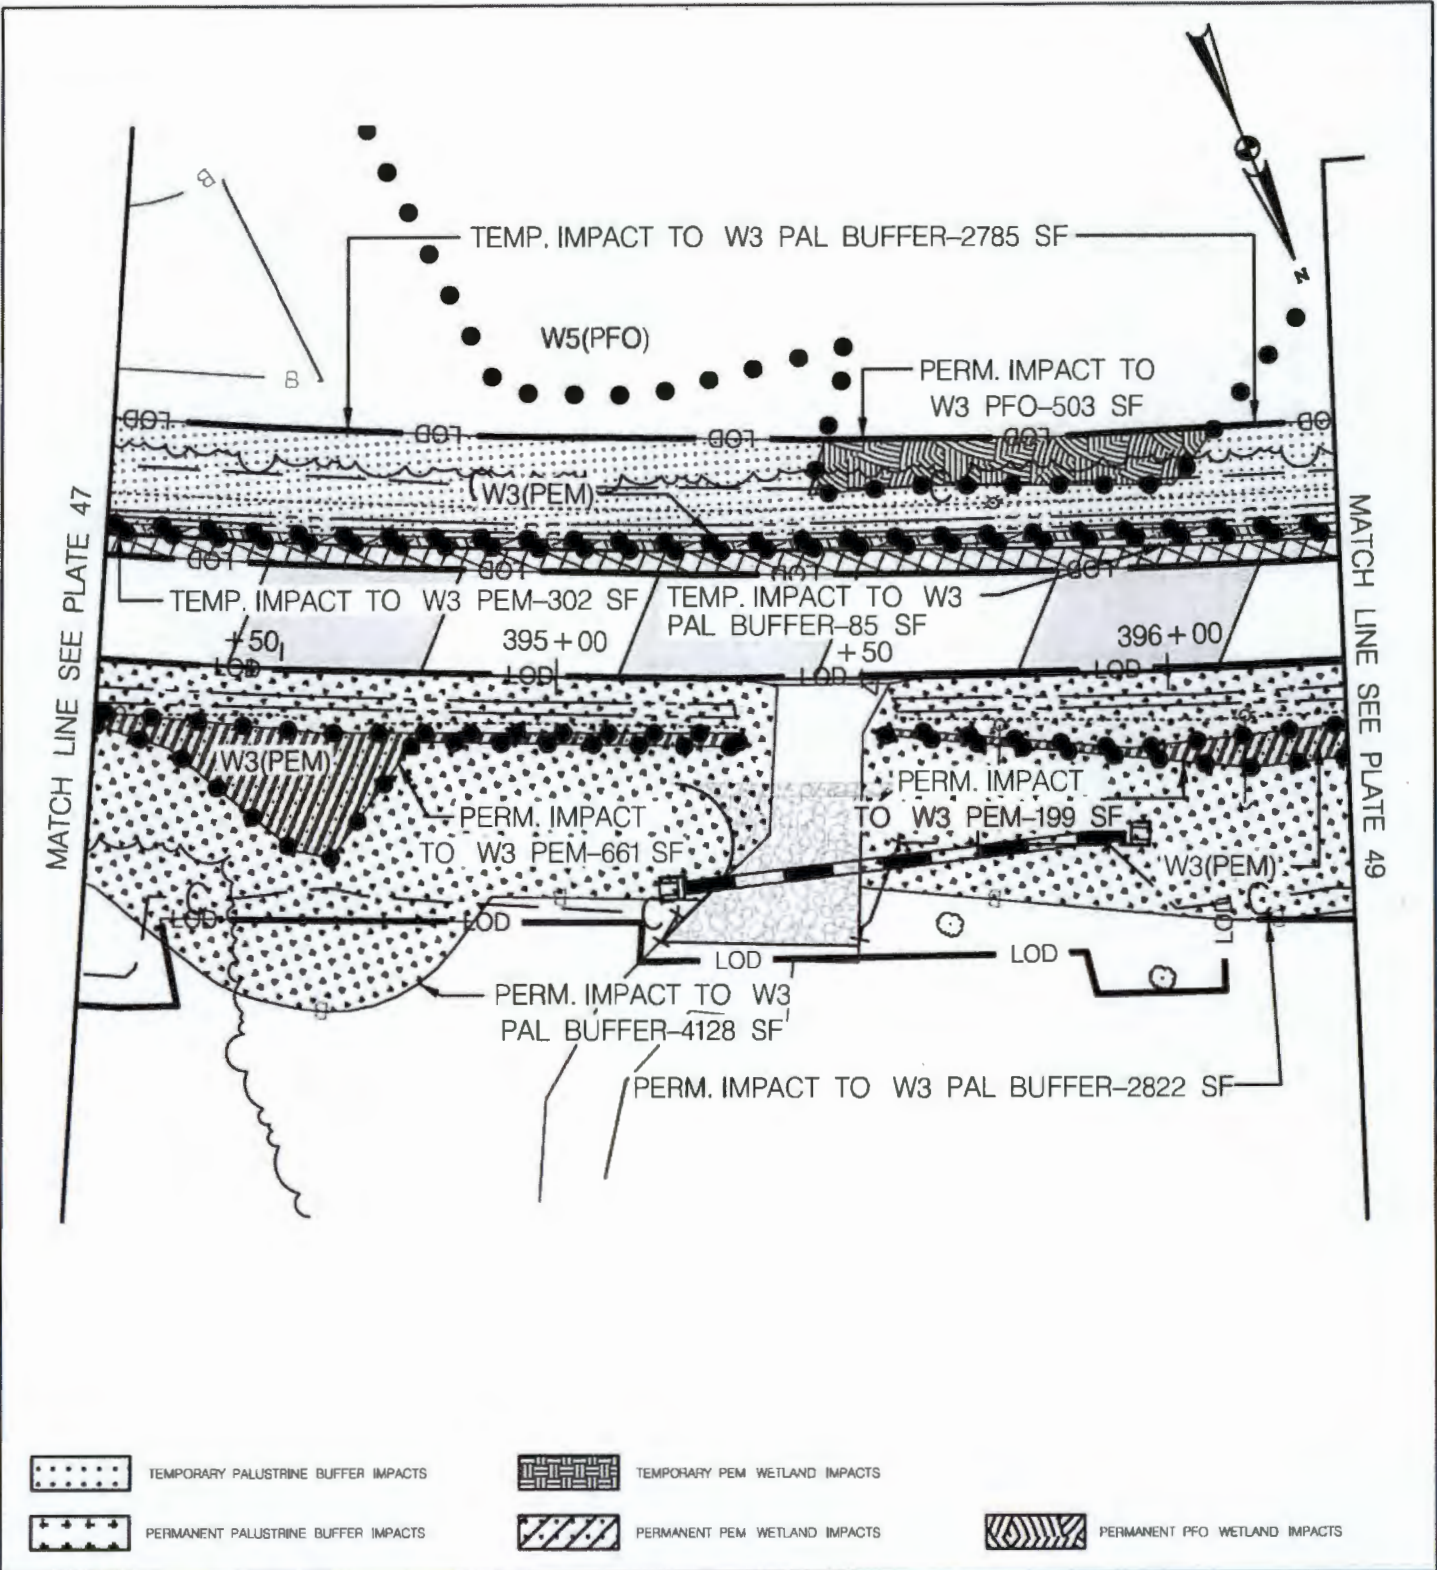 TEMP. IMPACT TO W3 PAL BUFFER-2785 SF
Z
B
W5(PFO)
PERM. IMPACT TO
W3 PFO-503 SF
B
LOD
LOD
LOD
LOD
LOD
W3(PEM)
MATCH LINE SEE PLATE 47
MATCH LINE SEE PLATE 49
LOD
LOD
LOD
LOD
TEMP. IMPACT TO W3 PEM-302 SF
TEMP. IMPACT TO W3
PAL BUFFER-85 SF
+50
395+00
+50
396+00
LOD
LOD
LOD
LOD
W3(PEM)
PERM. IMPACT
TO W3 PEM-661 SF
PERM. IMPACT
TO W3 PEM-199 SF
W3(PEM)
C
C
C
LOD
LOD
LOD
LOD
LOD
B
B
B
PERM. IMPACT TO W3
PAL BUFFER-4128 SF
PERM. IMPACT TO W3 PAL BUFFER-2822 SF
TEMPORARY PALUSTRINE BUFFER IMPACTS
TEMPORARY PEM WETLAND IMPACTS
PERMANENT PALUSTRINE BUFFER IMPACTS
PERMANENT PEM WETLAND IMPACTS
PERMANENT PFO WETLAND IMPACTS